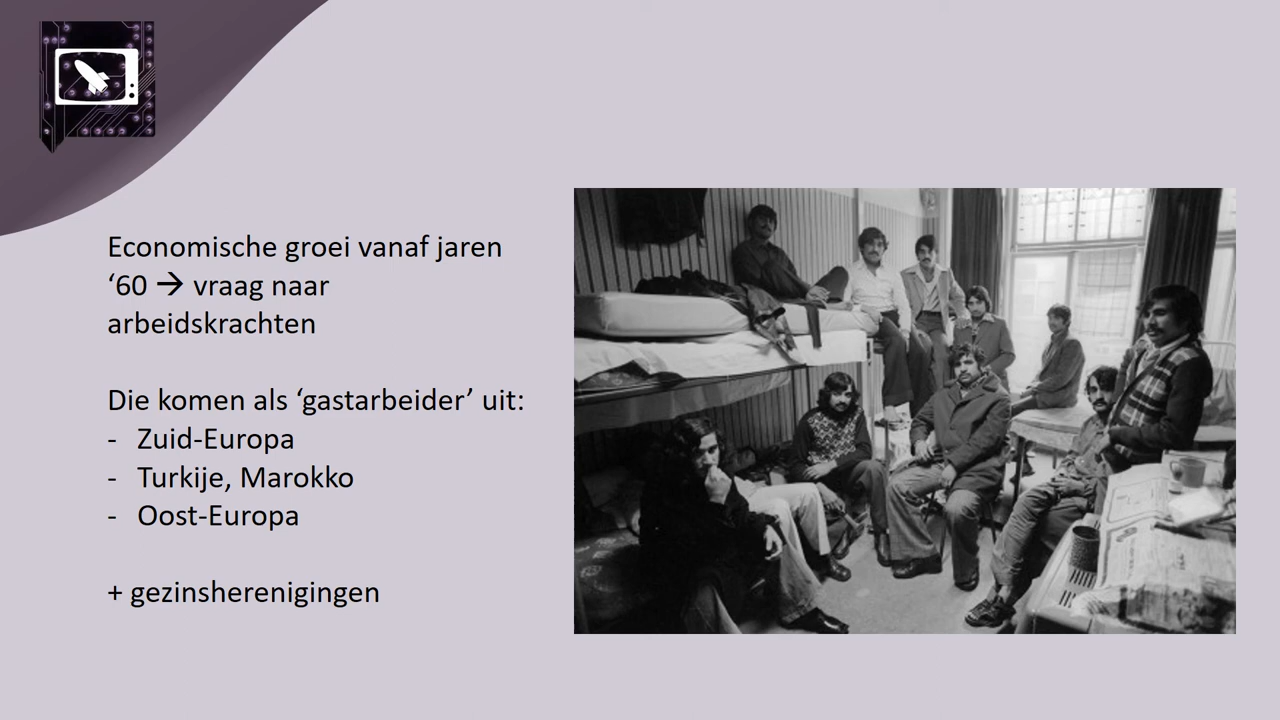 Economische groei vanaf jaren
‘60 → vraag naar
arbeidskrachten
Die komen als ‘gastarbeider’ uit:
- Zuid-Europa
- Turkije, Marokko
- Oost-Europa
+ gezinsherenigingen